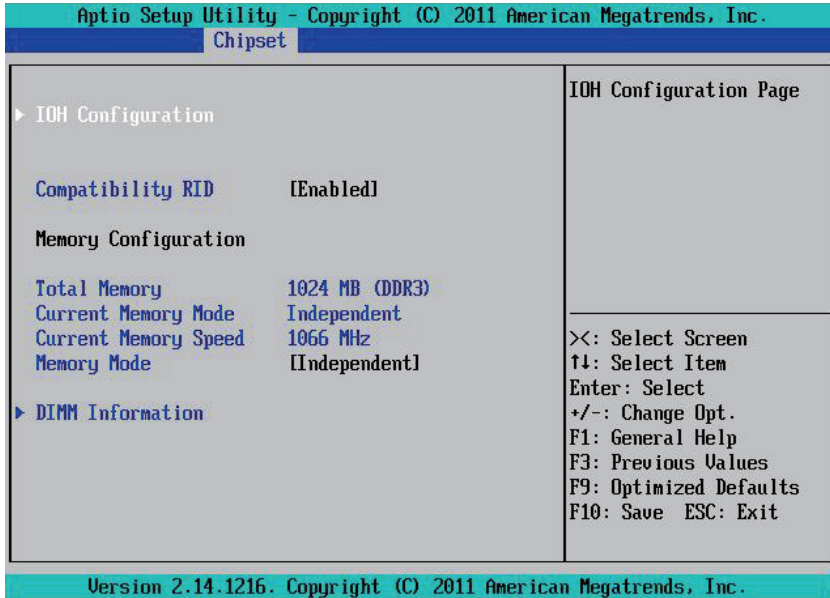 Aptio Setup Utility - Copyright (C) 2011 American Megatrends, Inc.
Chipset
IOH Configuration
Compatibility RID [Enabled]
Memory Configuration
Total Memory 1024 MB (DDR3)
Current Memory Mode Independent
Current Memory Speed 1066 MHz
Memory Mode [Independent]
DIMM Information
IOH Configuration Page
><: Select Screen
↑↓: Select Item
Enter: Select
+/-: Change Opt.
F1: General Help
F3: Previous Values
F9: Optimized Defaults
F10: Save ESC: Exit
Version 2.14.1216. Copyright (C) 2011 American Megatrends, Inc.